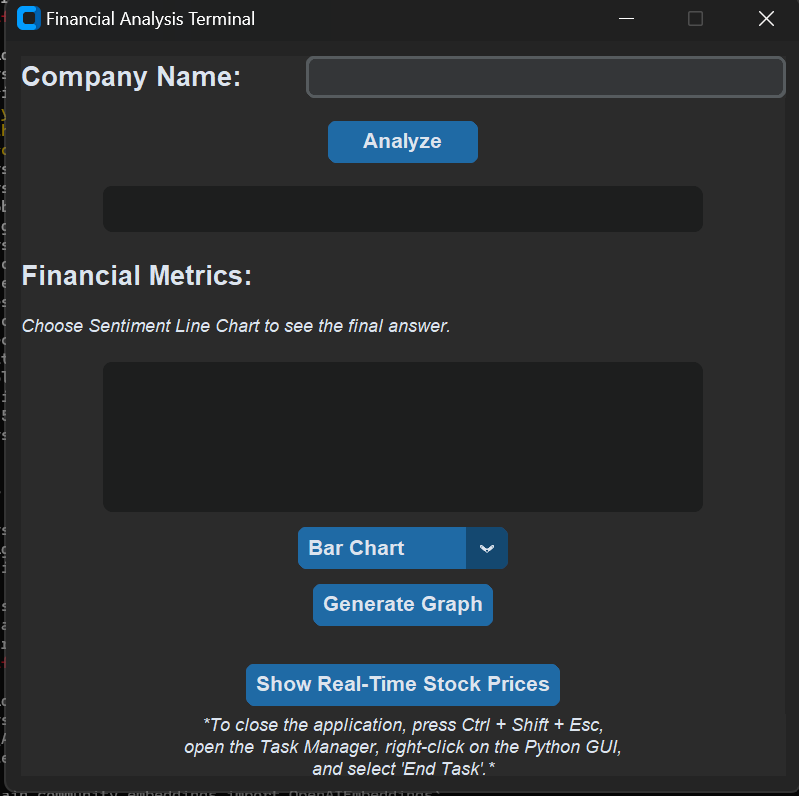 Financial Analysis Terminal
Company Name:
Analyze
Financial Metrics:
Choose Sentiment Line Chart to see the final answer.
Bar Chart
Generate Graph
Show Real-Time Stock Prices
*To close the application, press Ctrl + Shift + Esc,
open the Task Manager, right-click on the Python GUI,
and select 'End Task'.*